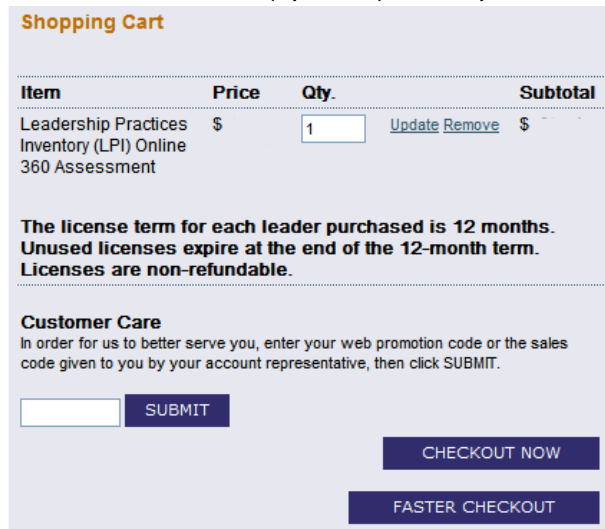 Shopping Cart
Item Price Qty. Subtotal
Leadership Practices $ 1 Update Remove $
Inventory (LPI) Online
360 Assessment
The license term for each leader purchased is 12 months.
Unused licenses expire at the end of the 12-month term.
Licenses are non-refundable.
Customer Care
In order for us to better serve you, enter your web promotion code or the sales
code given to you by your account representative, then click SUBMIT.
SUBMIT
CHECKOUT NOW
FASTER CHECKOUT